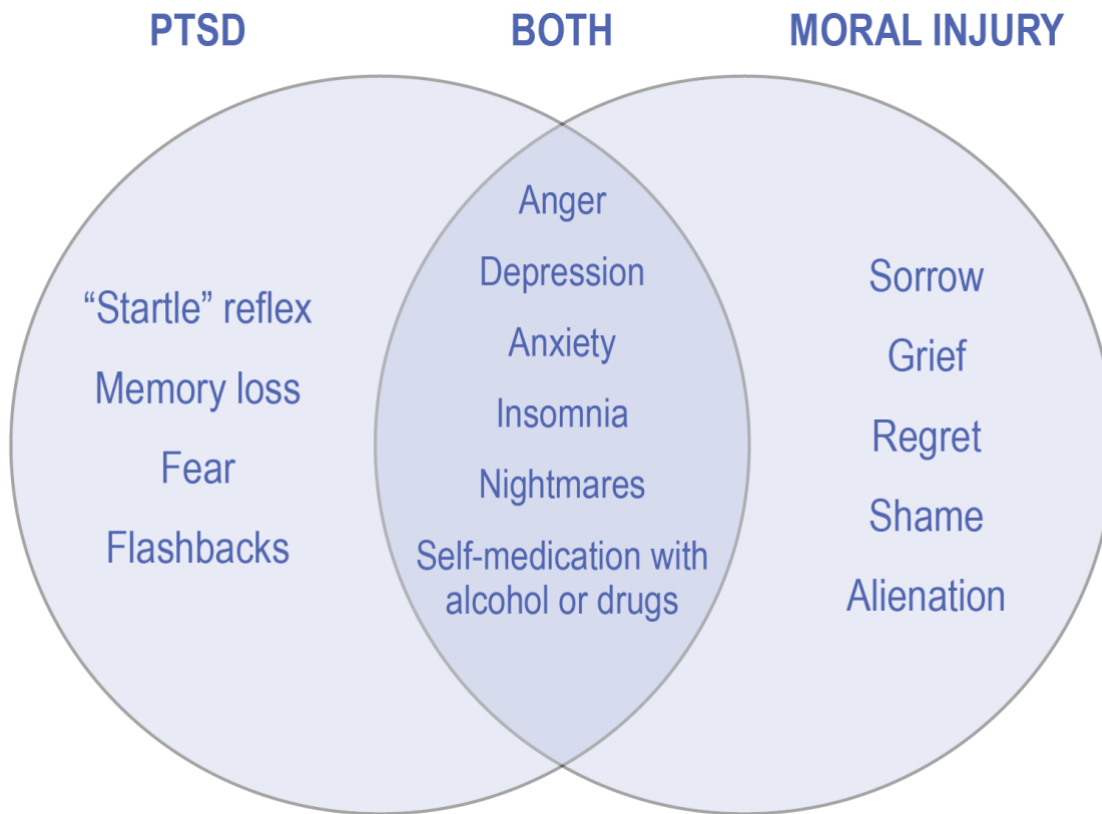 PTSD
BOTH
MORAL INJURY
“Startle” reflex
Memory loss
Fear
Flashbacks
Anger
Depression
Anxiety
Insomnia
Nightmares
Self-medication with
alcohol or drugs
Sorrow
Grief
Regret
Shame
Alienation